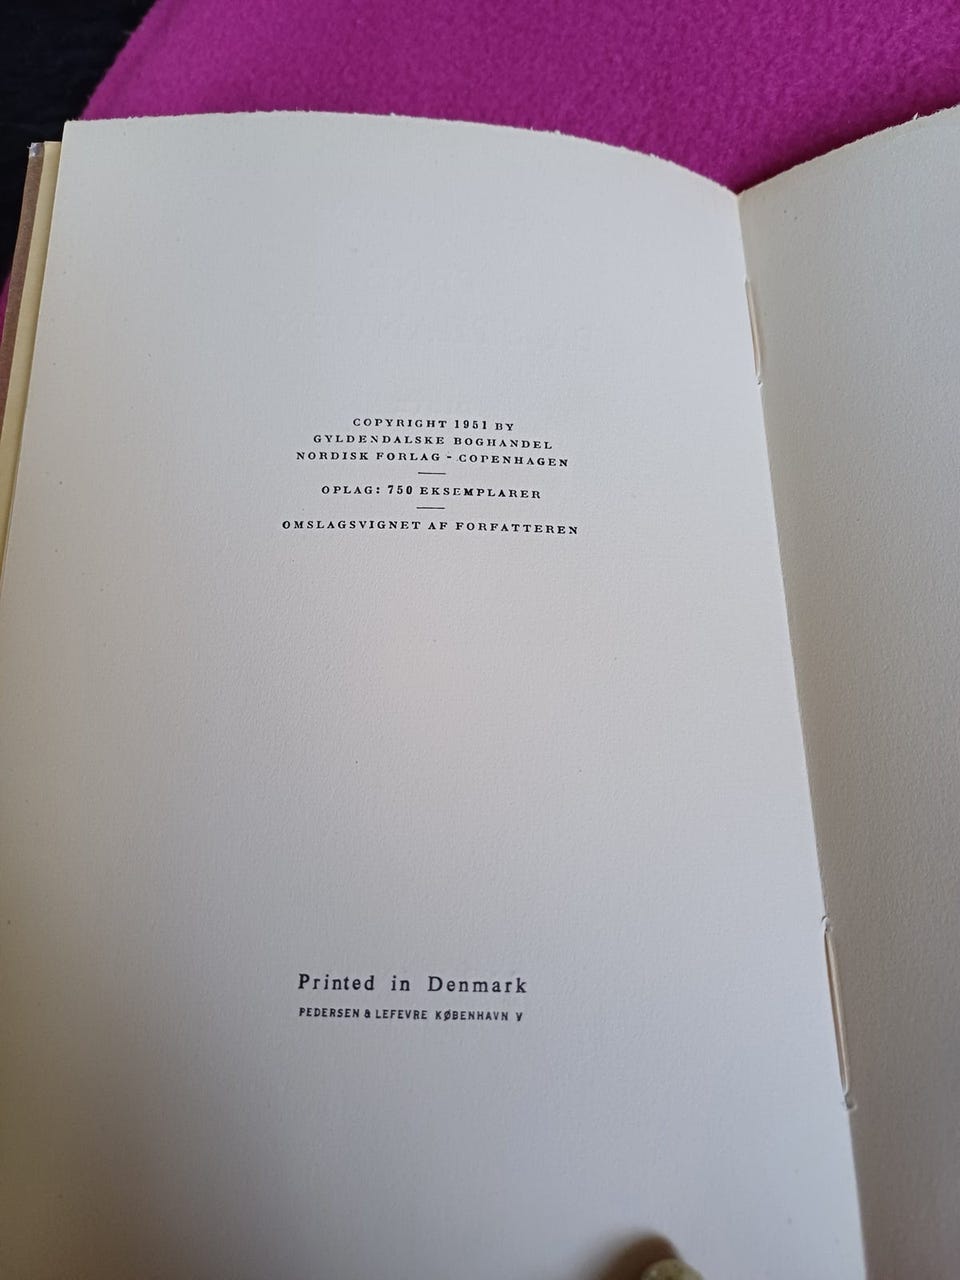 COPYRIGHT 1951 BY
GYLDENDALSKE BOGHANDEL
NORDISK FORLAG - COPENHAGEN
OPLAG: 750 EKSEMPLARER
OMSLAGSVIGNET AF FORFATTEREN
Printed in Denmark
PEDERSEN & LEFEVRE KØBENHAVN V